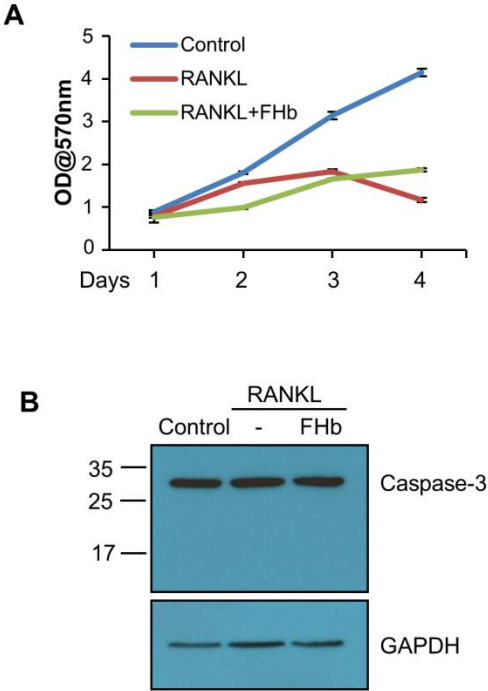 A
5
4
3
2
1
0
OD@570nm
Control
RANKL
RANKL+FHb
Days 1 2 3 4
B
RANKL
Control - FHb
35
25
17
Caspase-3
GAPDH